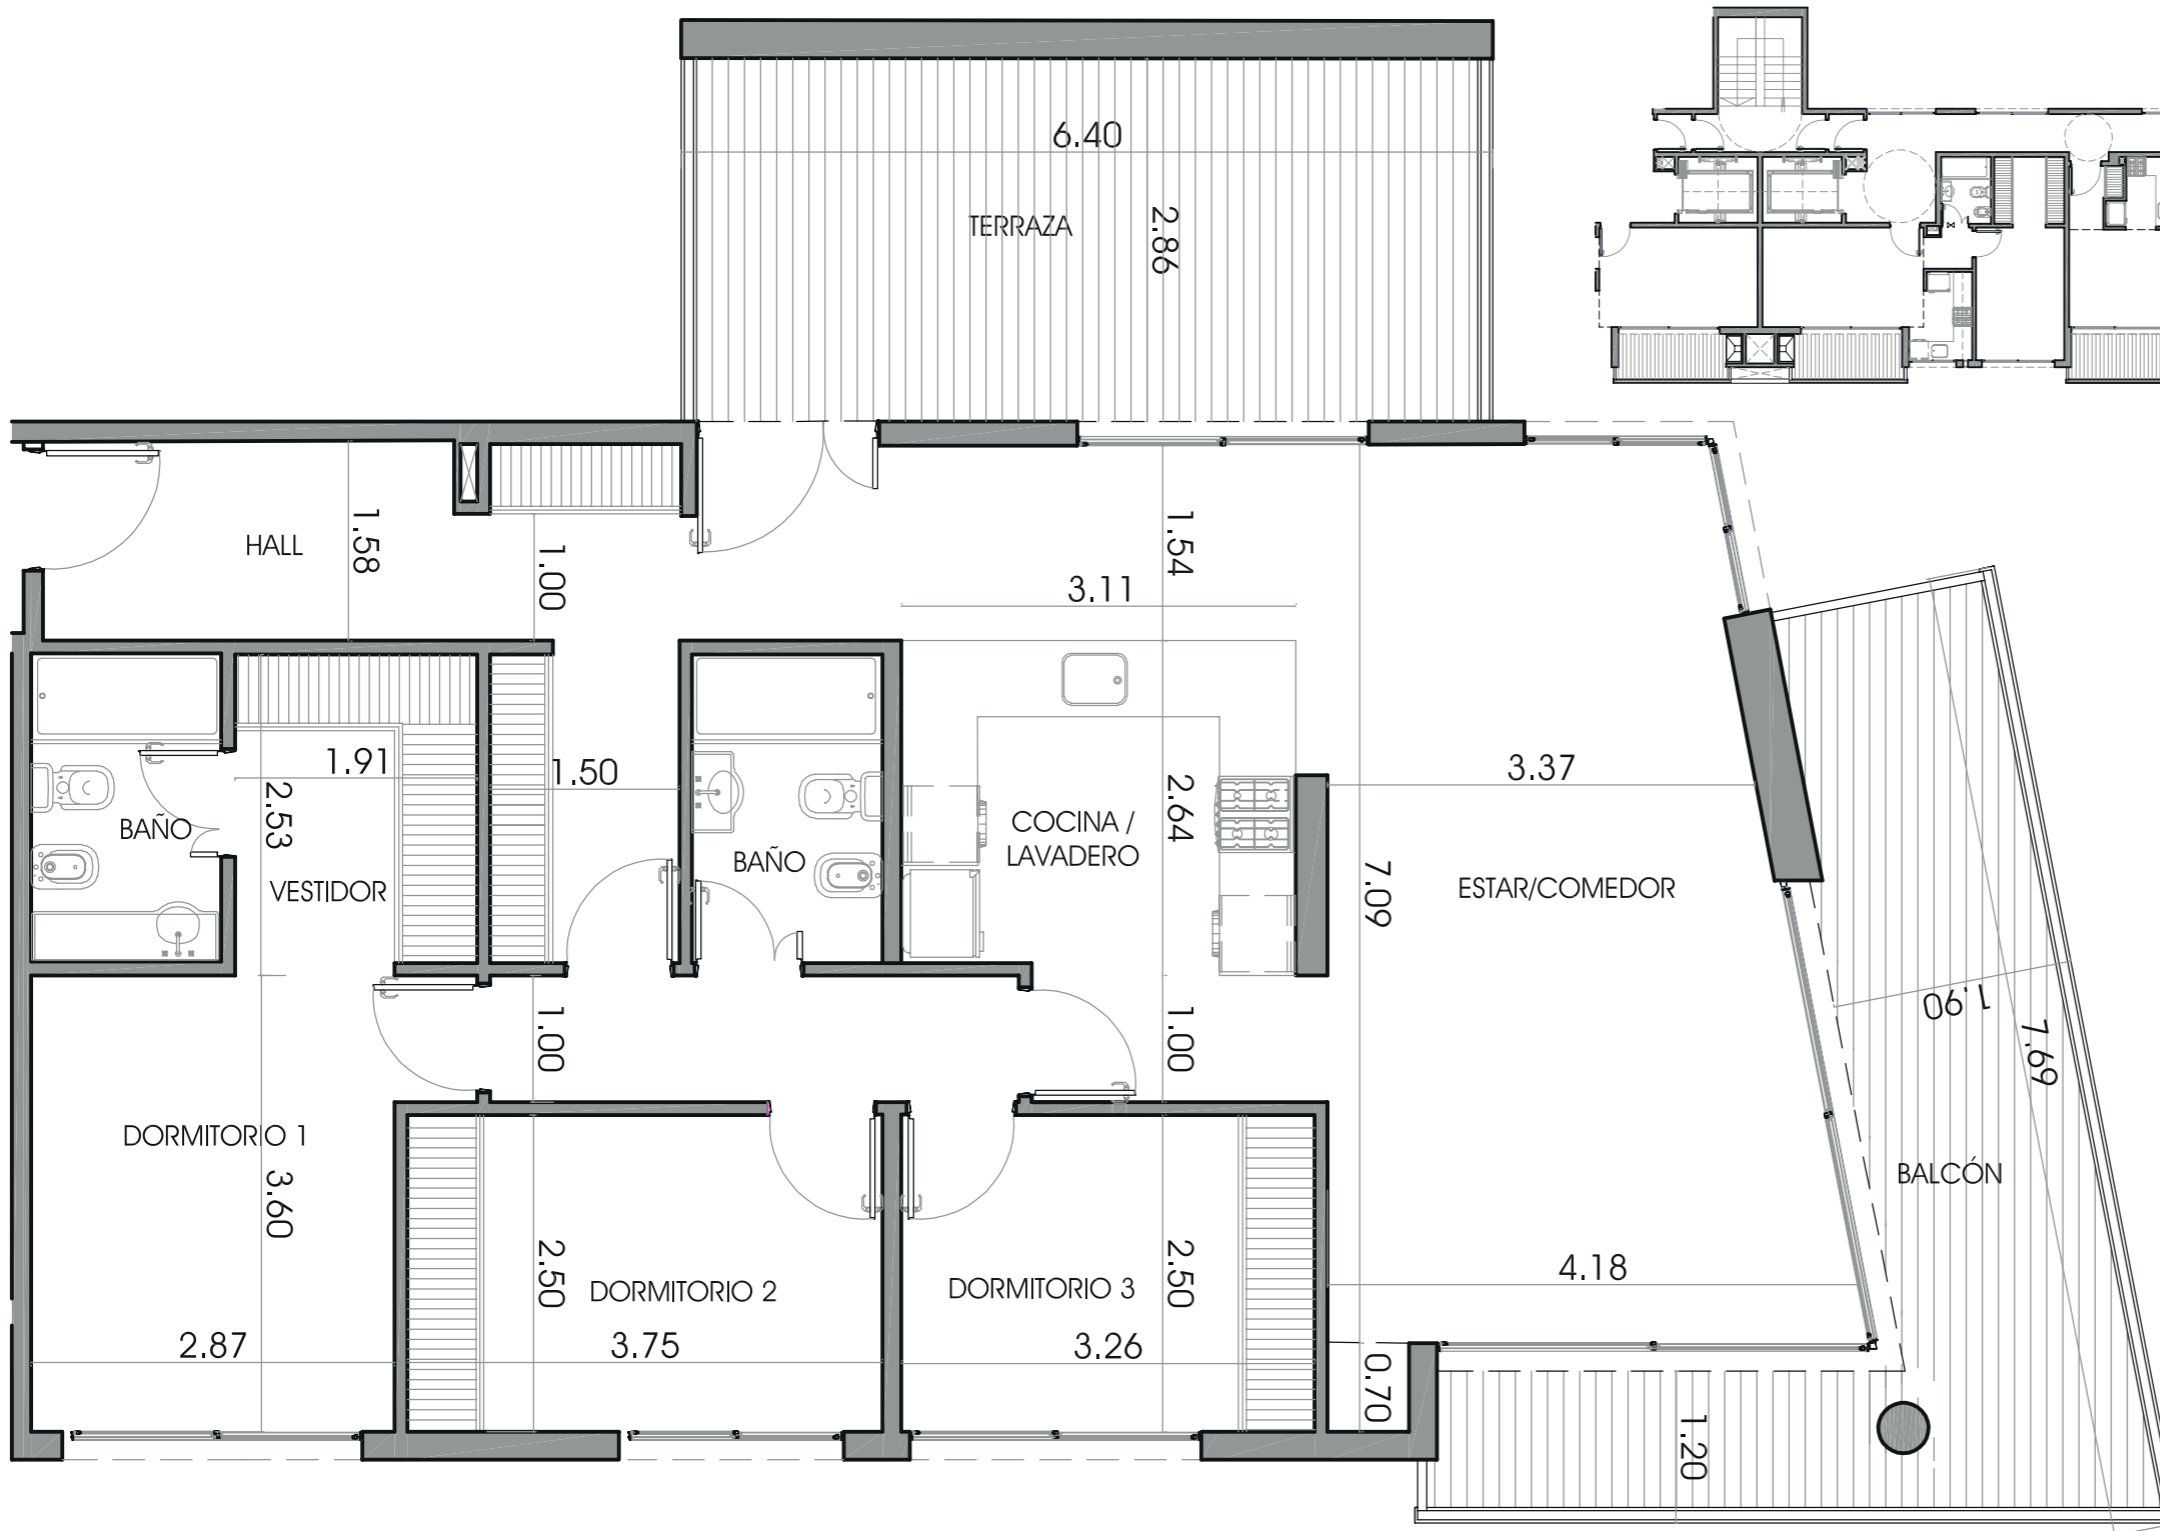 6.40
TERRAZA
2.86
HALL
1.58
1.00
1.54
3.11
1.91
1.50
3.37
2.53
2.64
BAÑO
BAÑO
COCINA /
LAVADERO
VESTIDOR
7.09
ESTAR/COMEDOR
1.90
7.69
1.00
1.00
DORMITORIO 1
3.60
BALCÓN
2.50
DORMITORIO 2
DORMITORIO 3
2.50
4.18
2.87
3.75
3.26
0.70
1.20